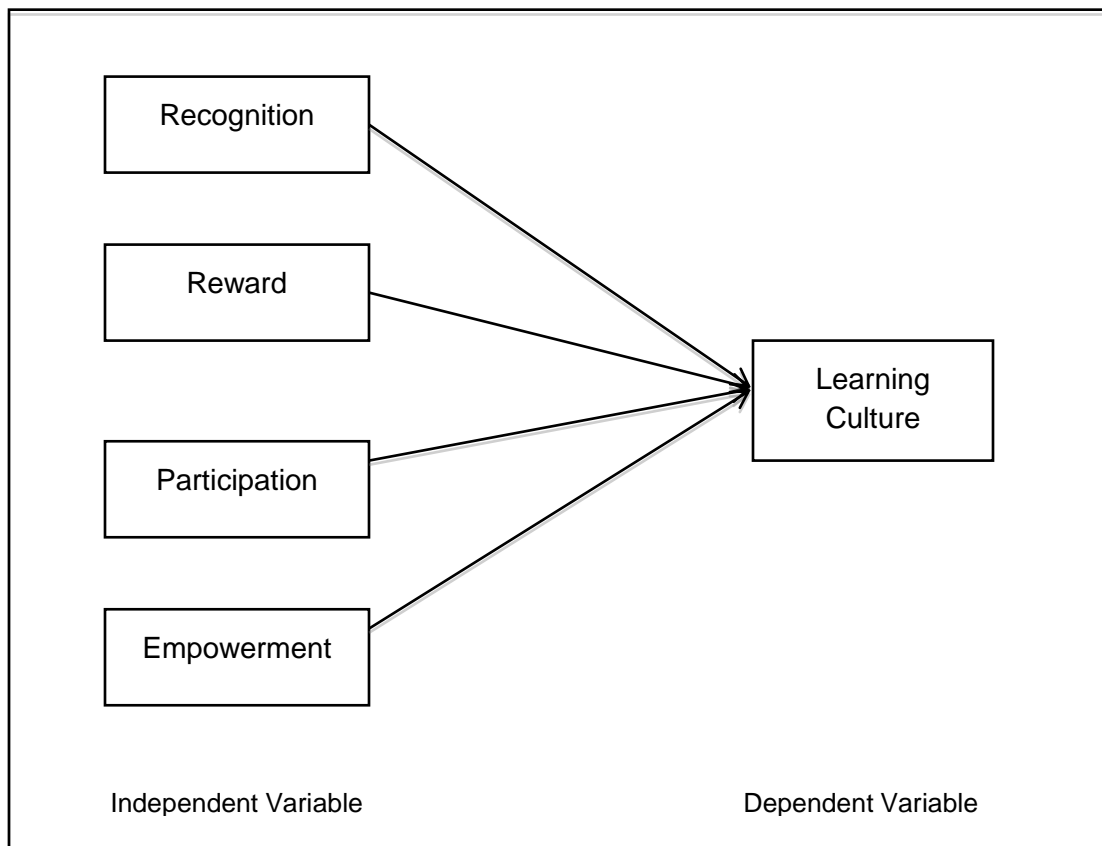 Recognition
Reward
Participation
Empowerment
Learning
Culture
Independent Variable
Dependent Variable